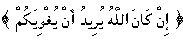 ﴿ إِنْ كَانَ اللَّهُ يُرِيدُ أَنْ يُغْوِيَكُمْ ﴾